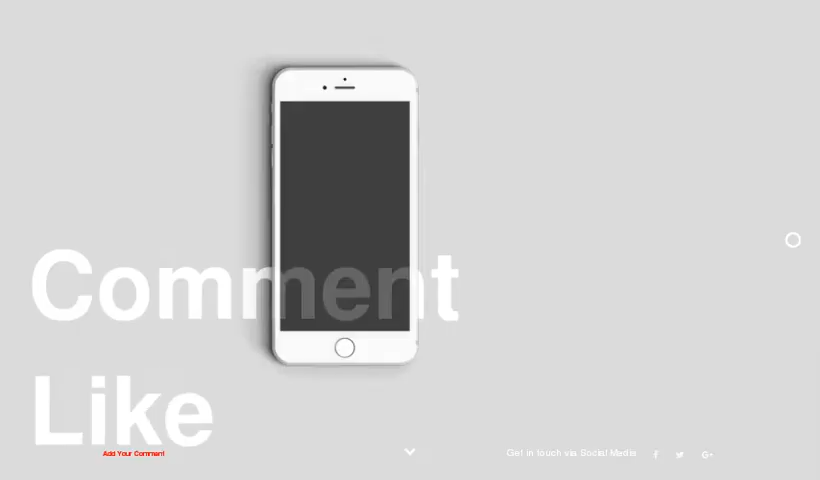 Comment
Like
Add Your Comment
Get in touch via Social Media
f
G+